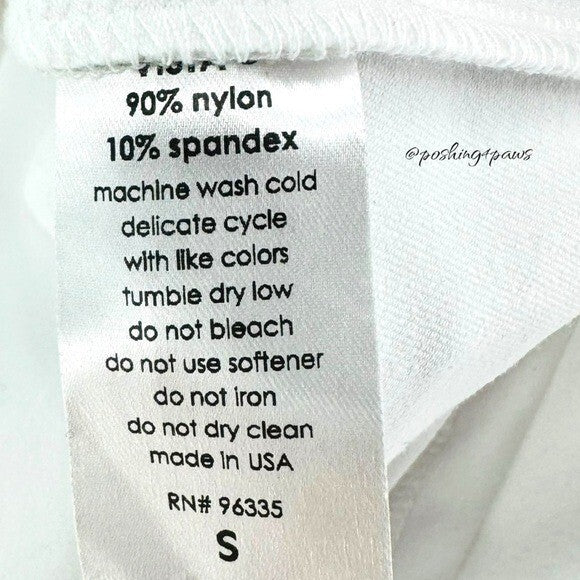 90% nylon
10% spandex
machine wash cold
delicate cycle
with like colors
tumble dry low
do not bleach
do not use softener
do not iron
do not dry clean
made in USA
RN# 96335
S
@poshing4paws